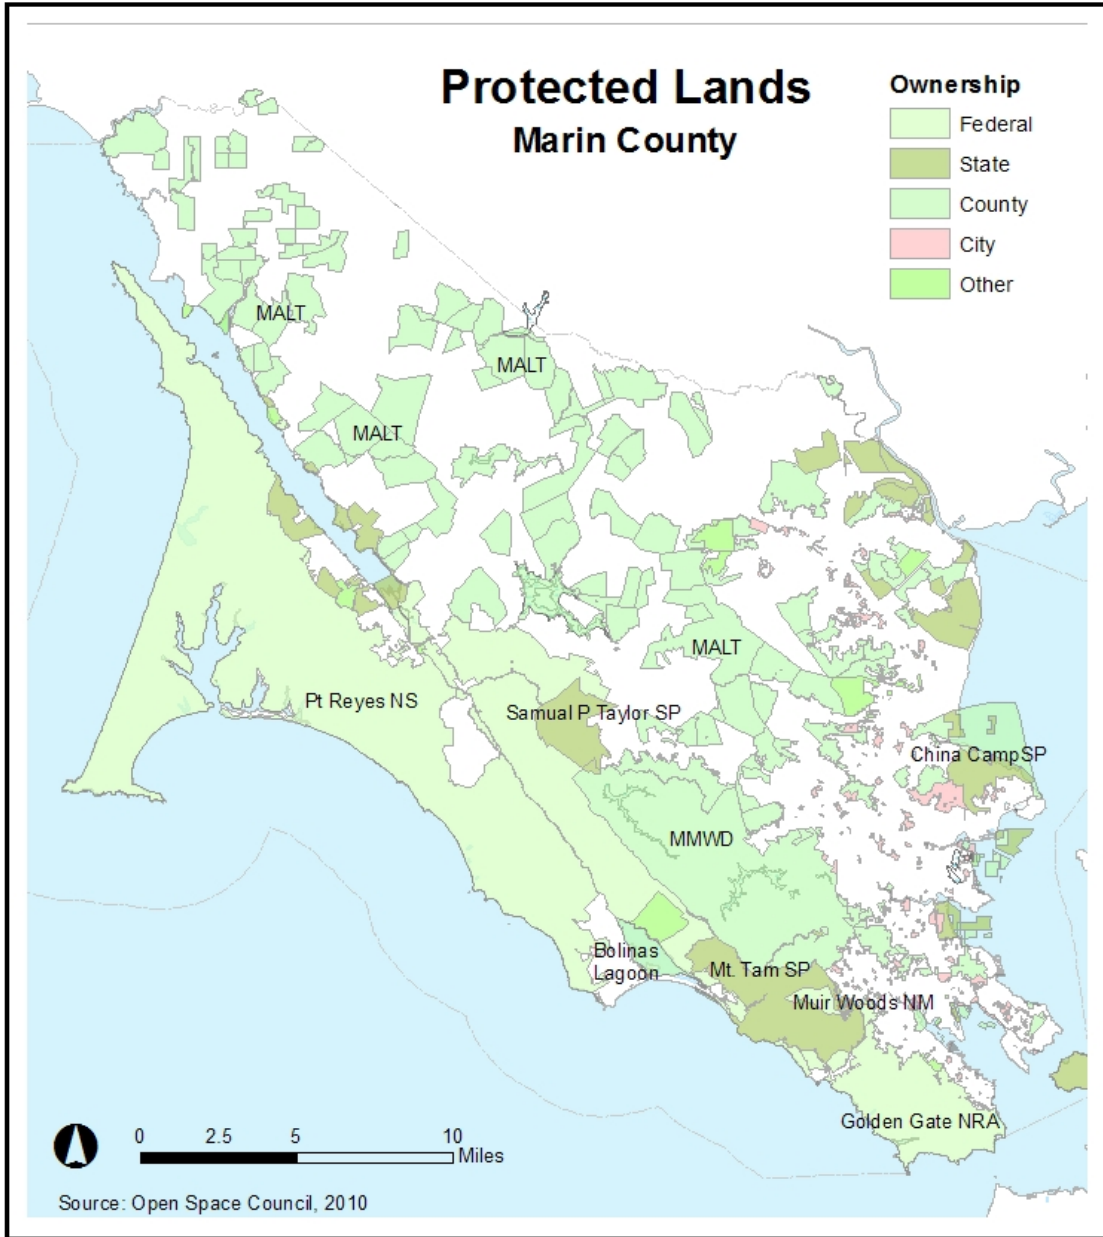 Protected Lands
Marin County
Ownership
Federal
State
County
City
Other
MALT
MALT
MALT
MALT
Pt Reyes NS
Samual P Taylor SP
China CampSP
MMWD
Bolinas
Lagoon
Mt. Tam SP
Muir Woods NM
Golden Gate NRA
0 2.5 5 10
Miles
Source: Open Space Council, 2010